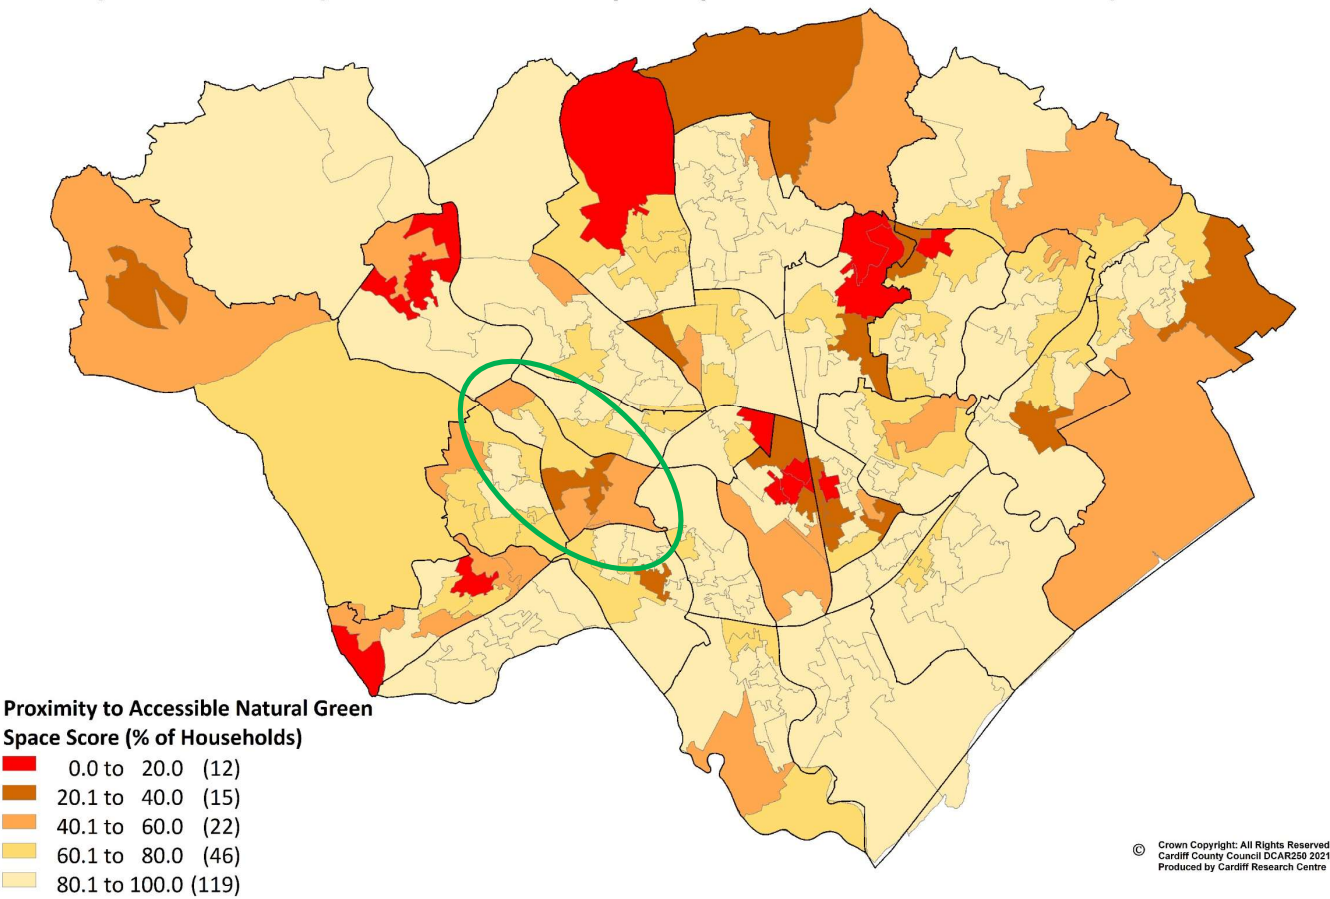 Proximity to Accessible Natural Green
Space Score (% of Households)
0.0 to 20.0 (12)
20.1 to 40.0 (15)
40.1 to 60.0 (22)
60.1 to 80.0 (46)
80.1 to 100.0 (119)
© Crown Copyright: All Rights Reserved
Cardiff County Council DCAR250 2021
Produced by Cardiff Research Centre